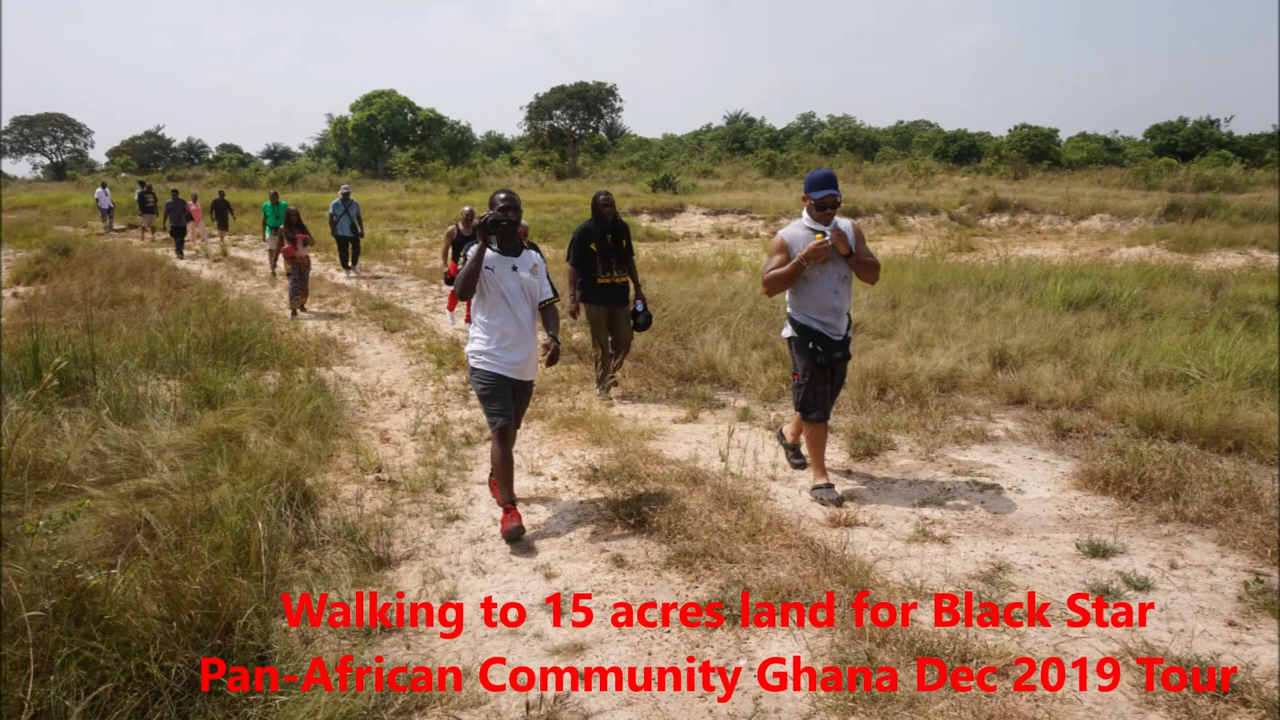 Walking to 15 acres land for Black Star
Pan-African Community Ghana Dec 2019 Tour